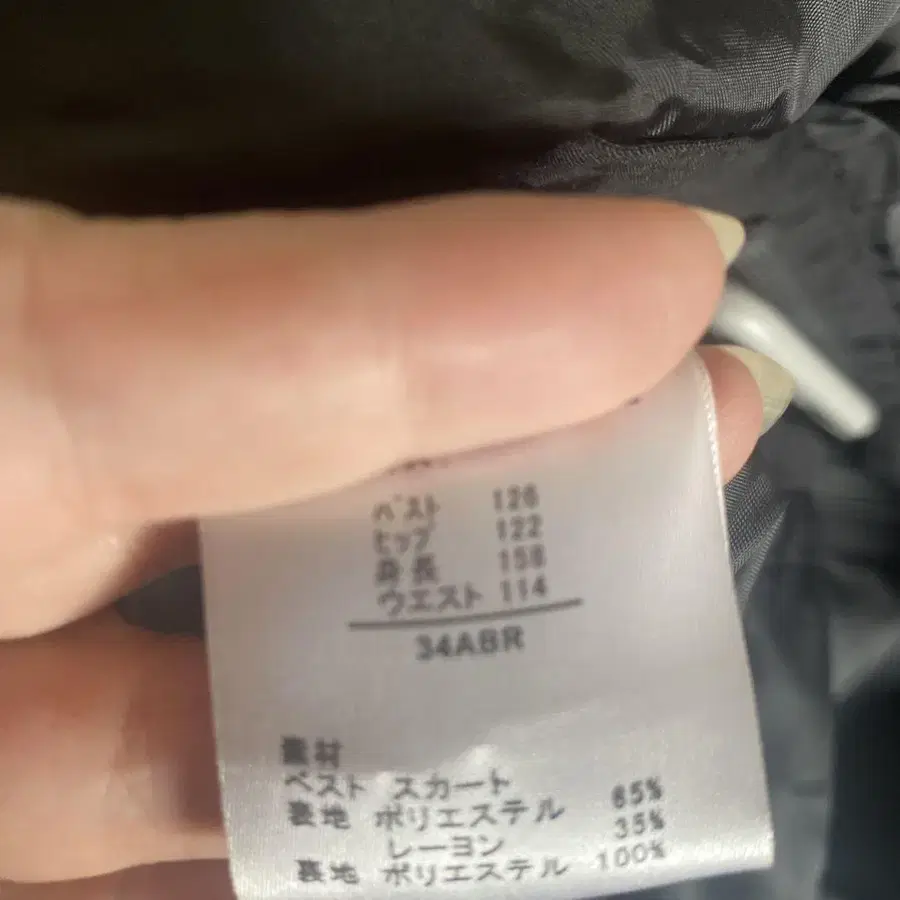 バスト 126
ヒップ 122
身長 158
ウエスト 114
34ABR
素材
ベスト スカート
表地 ポリエステル 65%
レーヨン 35%
裏地 ポリエステル 100%